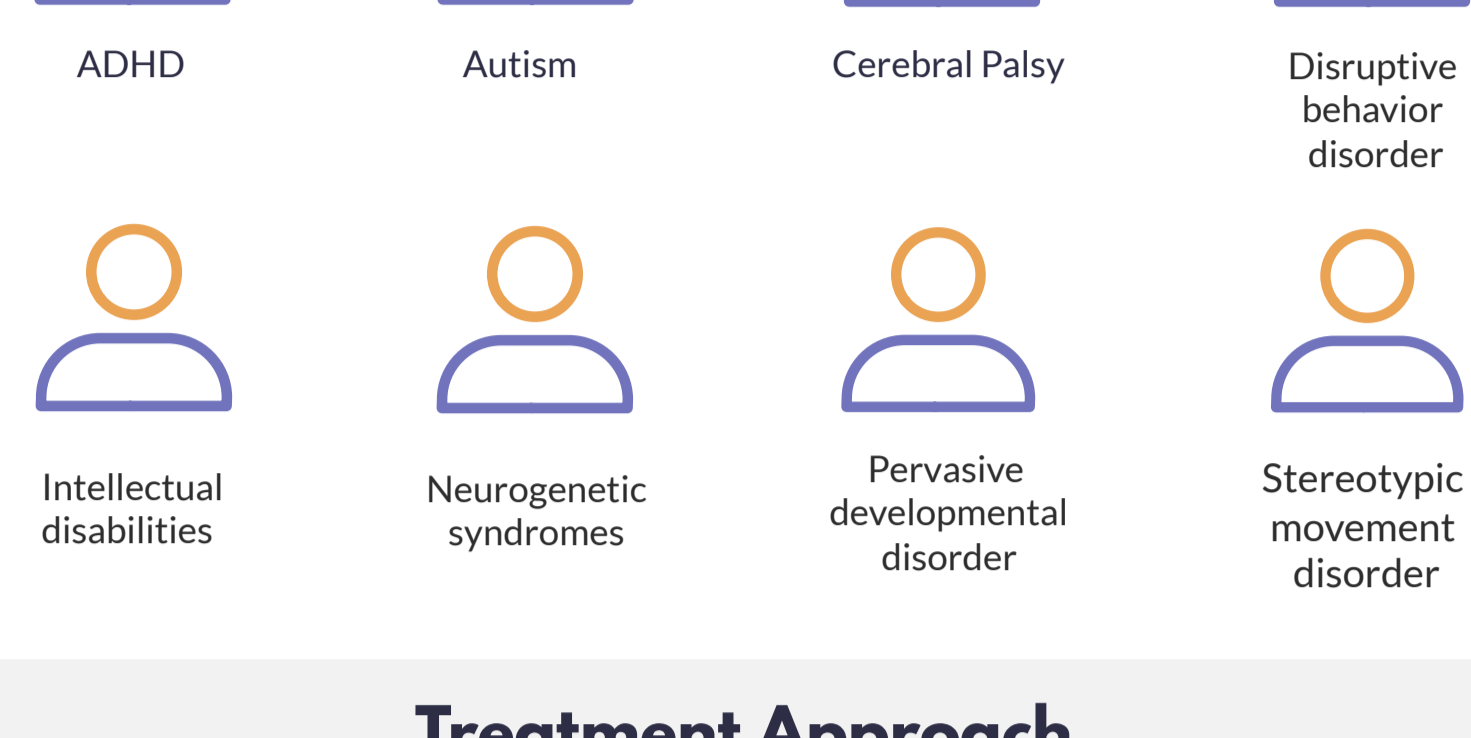 ADHD
Autism
Cerebral Palsy
Disruptive
behavior
disorder
Intellectual
disabilities
Neurogenetic
syndromes
Pervasive
developmental
disorder
Stereotypic
movement
disorder
Treatment Approach